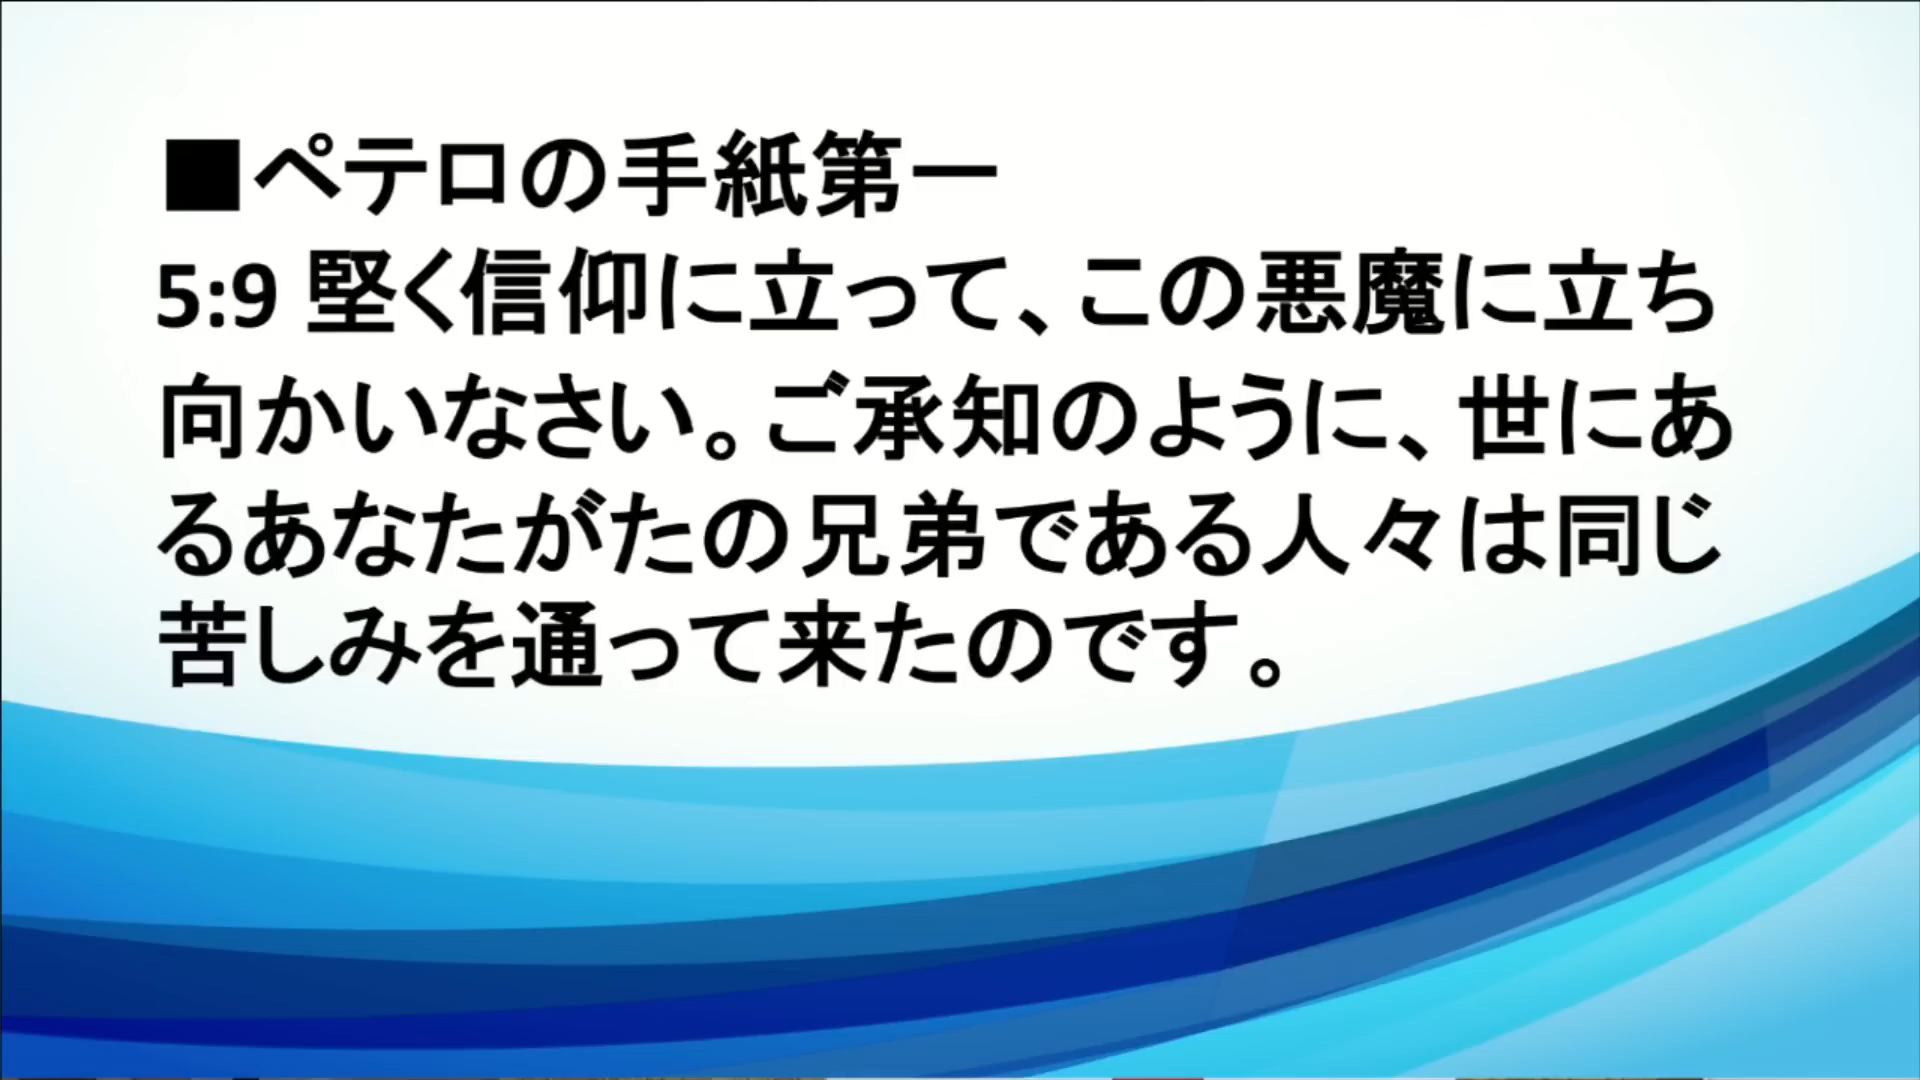 ■ペテロの手紙第一
5:9 堅く信仰に立って、この悪魔に立ち
向かいなさい。ご承知のように、世にあ
るあなたがたの兄弟である人々は同じ
苦しみを通って来たのです。